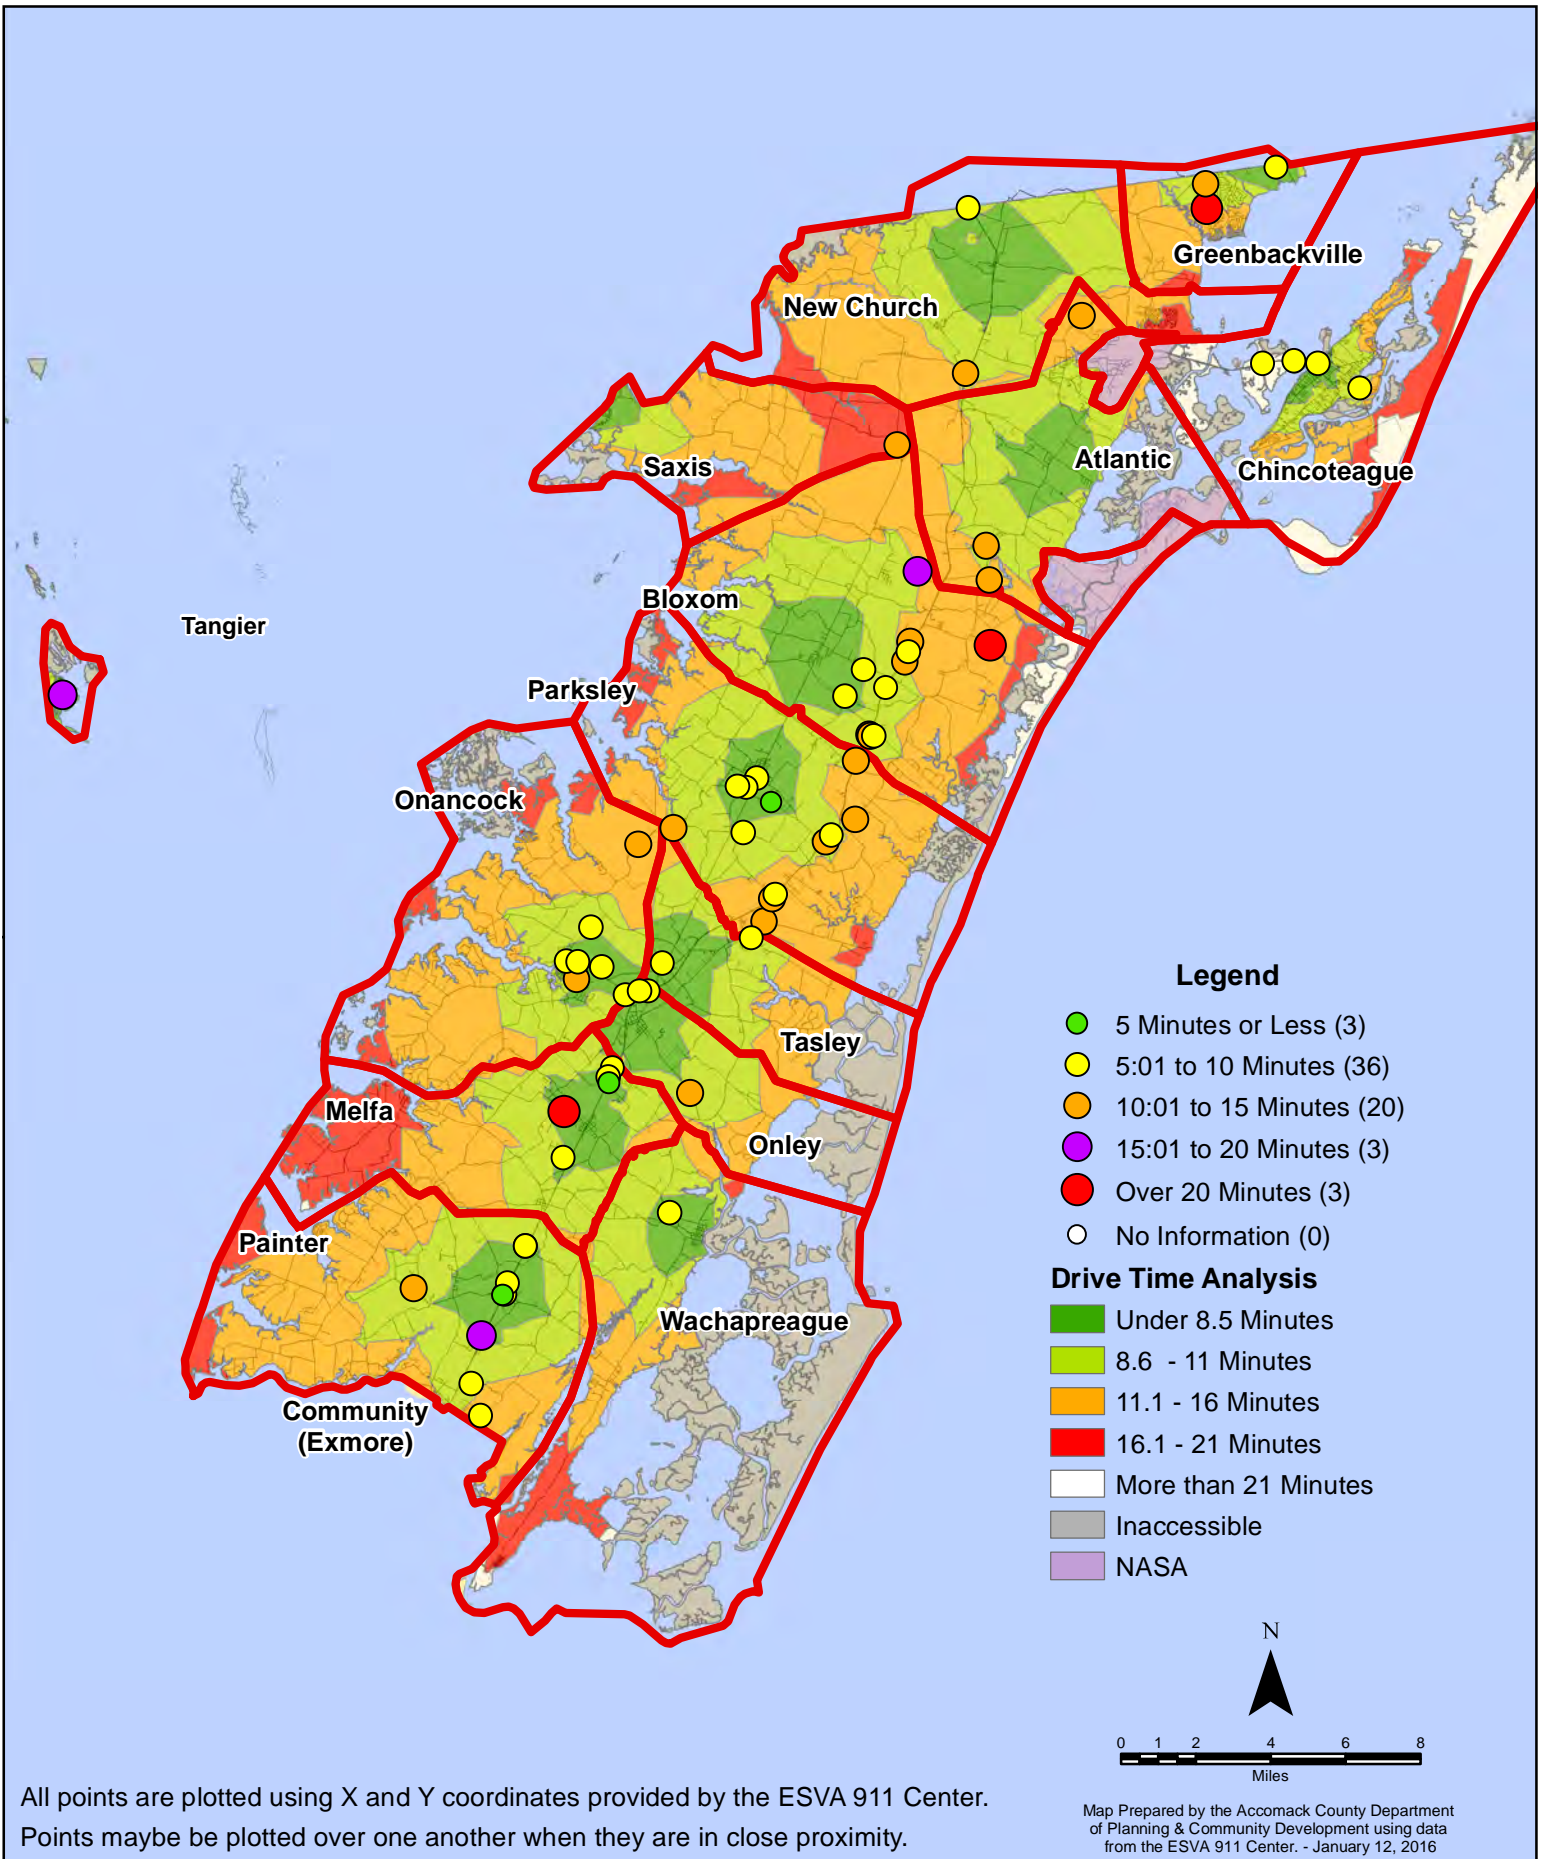 Greenbackville
New Church
Saxis
Atlantic
Chincoteague
Bloxom
Tangier
Parksley
Onancock
Tasley
Melfa
Onley
Painter
Wachapreague
Community
(Exmore)
Legend
5 Minutes or Less (3)
5:01 to 10 Minutes (36)
10:01 to 15 Minutes (20)
15:01 to 20 Minutes (3)
Over 20 Minutes (3)
No Information (0)
Drive Time Analysis
Under 8.5 Minutes
8.6 - 11 Minutes
11.1 - 16 Minutes
16.1 - 21 Minutes
More than 21 Minutes
Inaccessible
NASA
N
0 1 2 4 6 8
Miles
All points are plotted using X and Y coordinates provided by the ESVA 911 Center.
Points maybe be plotted over one another when they are in close proximity.
Map Prepared by the Accomack County Department
of Planning & Community Development using data
from the ESVA 911 Center. - January 12, 2016